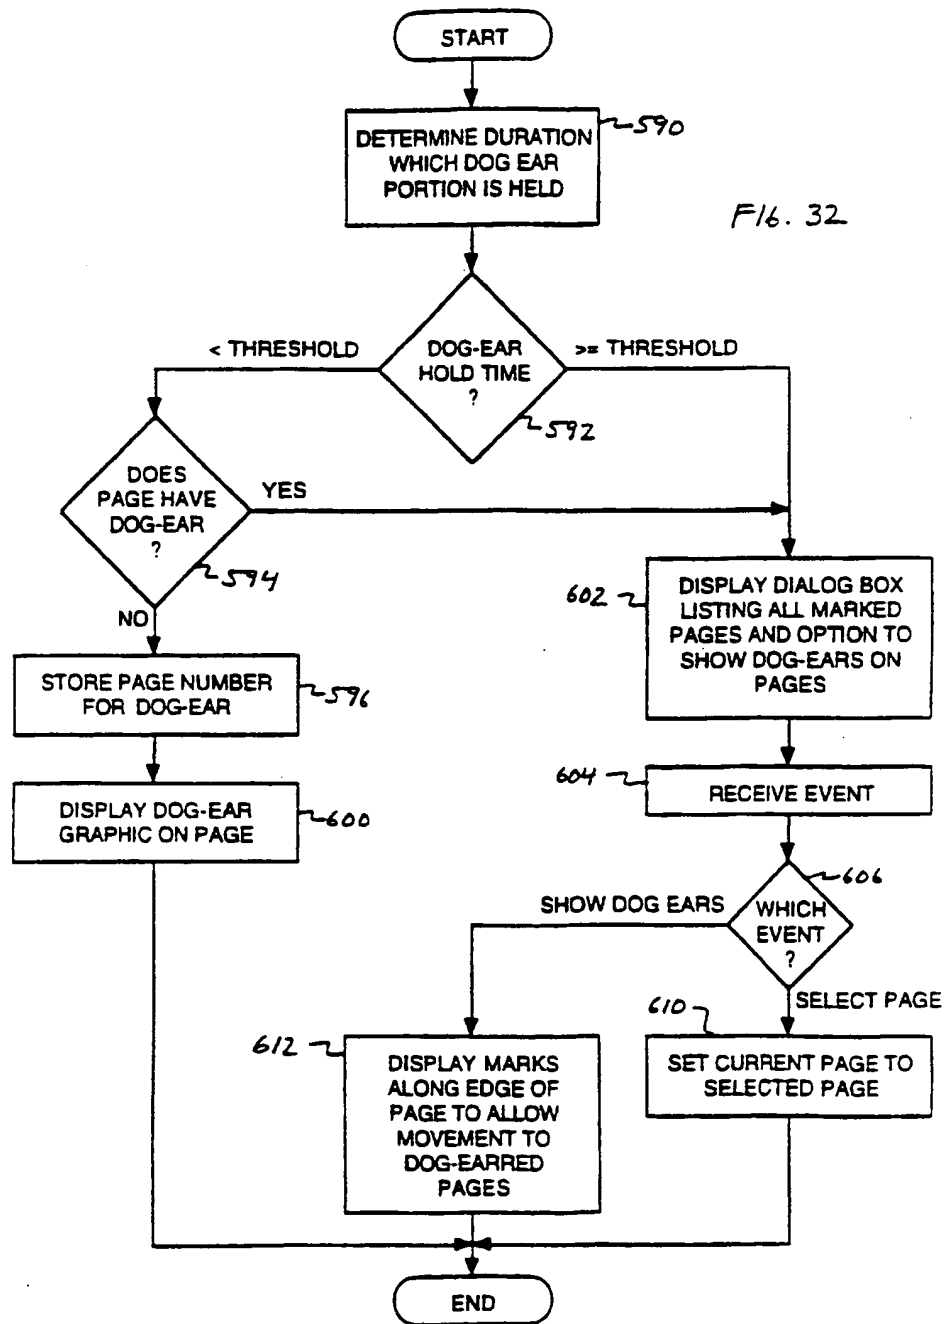 START
DETERMINE DURATION
WHICH DOG EAR
PORTION IS HELD
590
FIG. 32
< THRESHOLD
DOG-EAR
HOLD TIME
?
>= THRESHOLD
592
DOES
PAGE HAVE
DOG-EAR
?
YES
594
NO
602
DISPLAY DIALOG BOX
LISTING ALL MARKED
PAGES AND OPTION TO
SHOW DOG-EARS ON
PAGES
STORE PAGE NUMBER
FOR DOG-EAR
596
604
RECEIVE EVENT
DISPLAY DOG-EAR
GRAPHIC ON PAGE
600
606
SHOW DOG EARS
WHICH
EVENT
?
SELECT PAGE
610
SET CURRENT PAGE TO
SELECTED PAGE
612
DISPLAY MARKS
ALONG EDGE OF
PAGE TO ALLOW
MOVEMENT TO
DOG-EARRED
PAGES
END